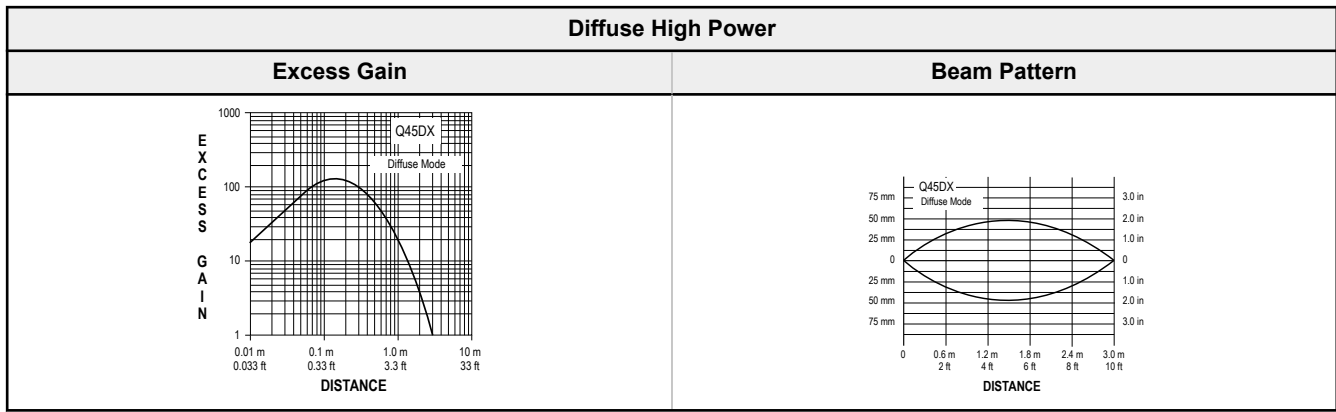 Diffuse High Power
Excess Gain
Beam Pattern
EXCESS GAIN
1000
100
10
1
Q45DX
Diffuse Mode
0.01 m 0.1 m 1.0 m 10 m
0.033 ft 0.33 ft 3.3 ft 33 ft
DISTANCE
Q45DX
Diffuse Mode
75 mm 3.0 in
50 mm 2.0 in
25 mm 1.0 in
0 0
25 mm 1.0 in
50 mm 2.0 in
75 mm 3.0 in
0 0.6 m 1.2 m 1.8 m 2.4 m 3.0 m
2 ft 4 ft 6 ft 8 ft 10 ft
DISTANCE